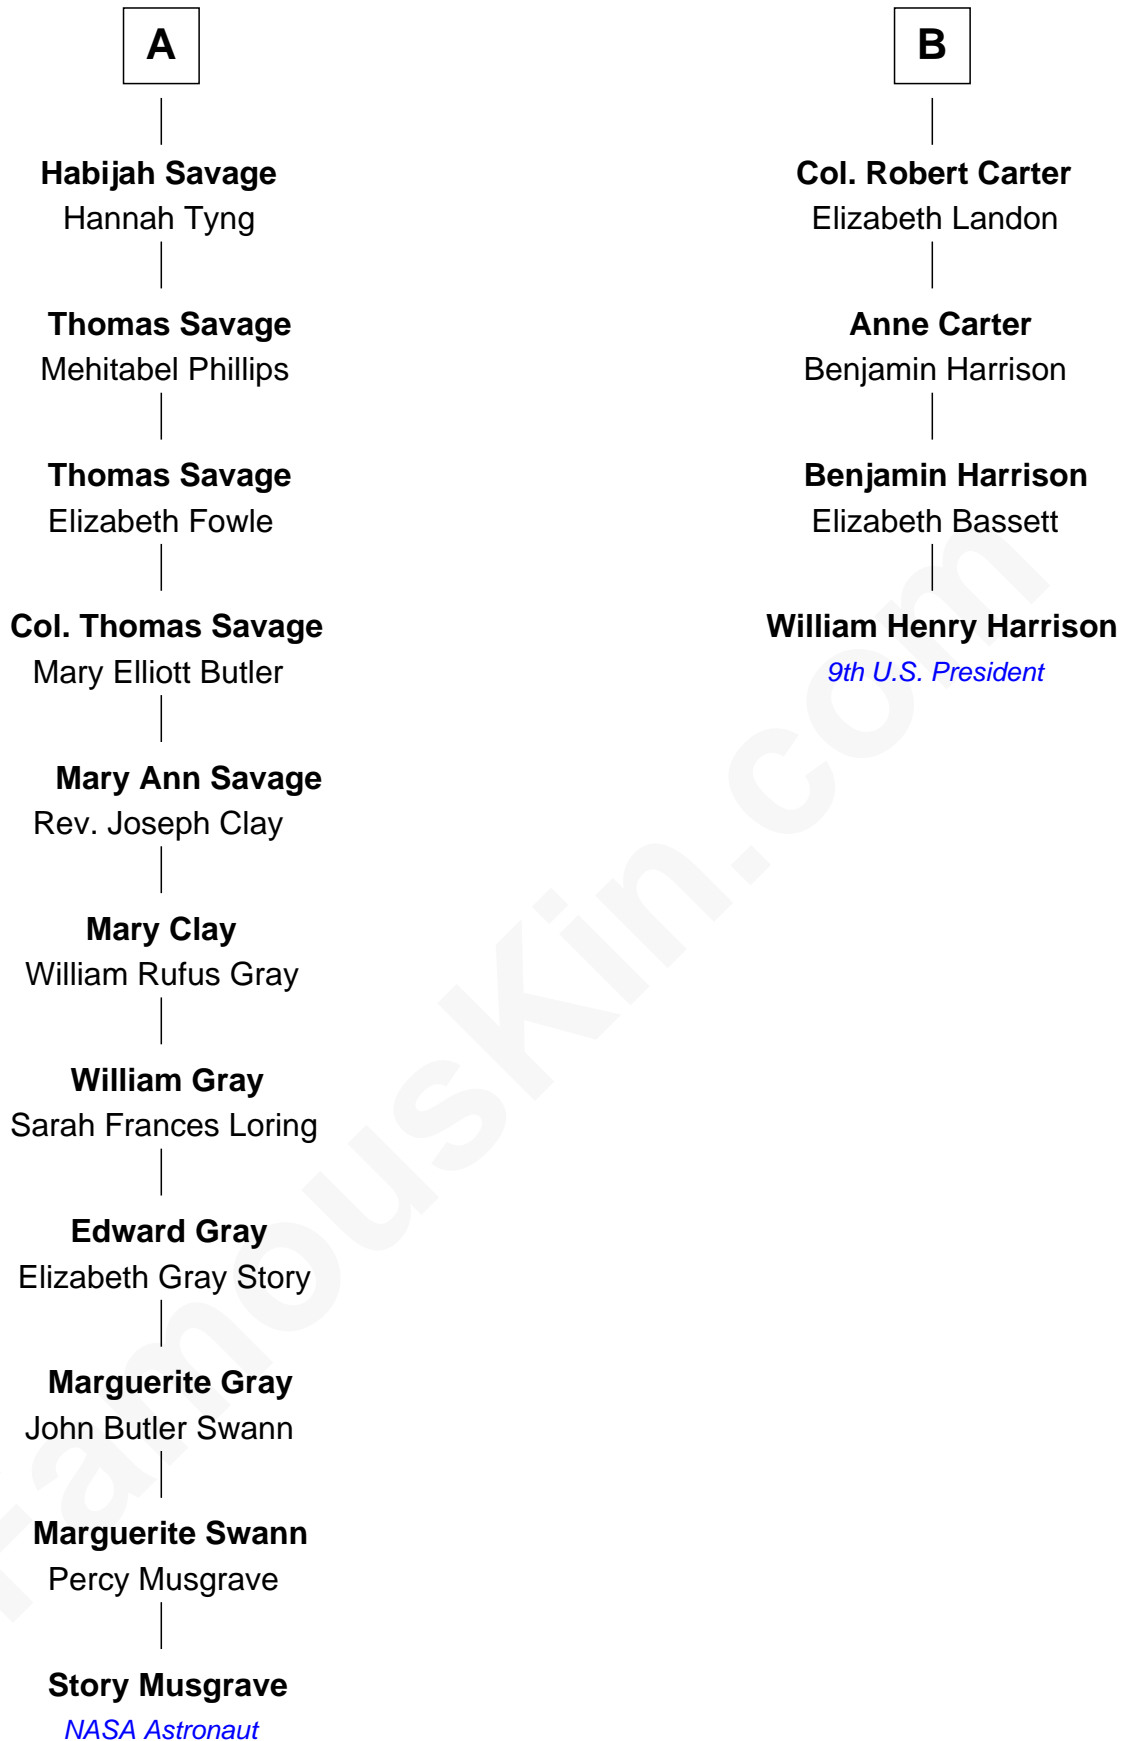 A
Habijah Savage
Hannah Tyng
Thomas Savage
Mehitabel Phillips
Thomas Savage
Elizabeth Fowle
Col. Thomas Savage
Mary Elliott Butler
Mary Ann Savage
Rev. Joseph Clay
Mary Clay
William Rufus Gray
William Gray
Sarah Frances Loring
Edward Gray
Elizabeth Gray Story
Marguerite Gray
John Butler Swann
Marguerite Swann
Percy Musgrave
Story Musgrave
NASA Astronaut
B
Col. Robert Carter
Elizabeth Landon
Anne Carter
Benjamin Harrison
Benjamin Harrison
Elizabeth Bassett
William Henry Harrison
9th U.S. President
FamousKin.com